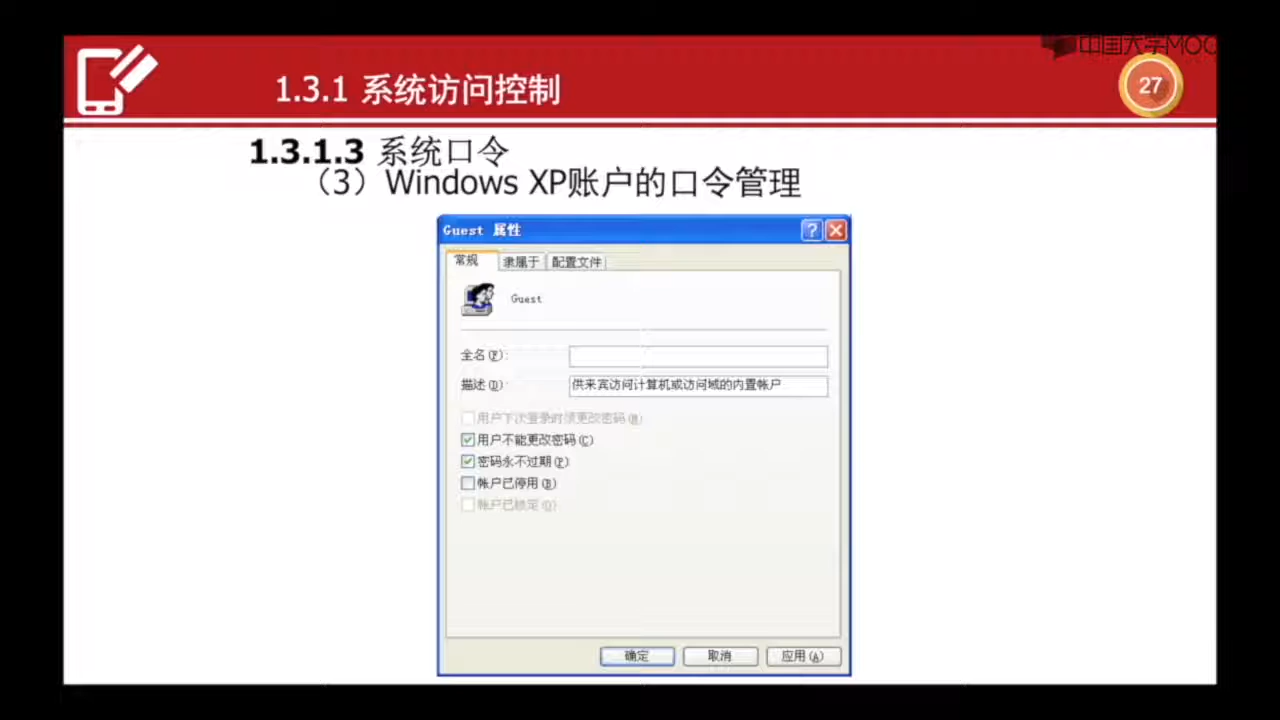 中国大学MOOC
1.3.1 系统访问控制
27
1.3.1.3 系统口令
（3）Windows XP账户的口令管理
Guest 属性
常规 隶属于 配置文件
Guest
全名(F):
描述(D): 供来宾访问计算机或访问域的内置帐户
用户下次登录时须更改密码(M)
用户不能更改密码(C)
密码永不过期(P)
帐户已停用(B)
帐户已锁定(O)
确定 取消 应用(A)